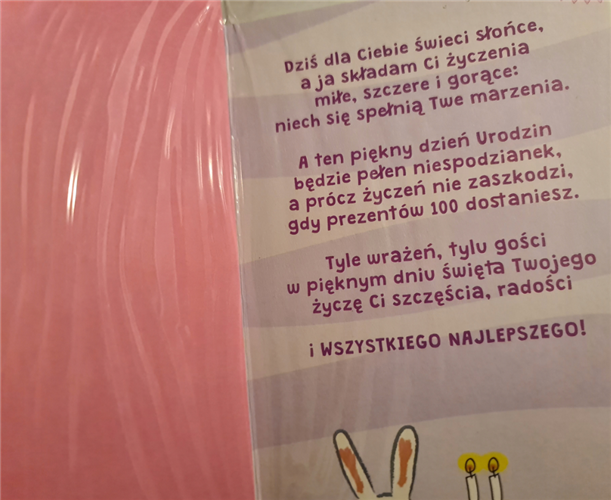 Dziś dla Ciebie świeci słońce,
a ja składam Ci życzenia
miłe, szczere i gorące:
niech się spełnią Twe marzenia.
A ten piękny dzień Urodzin
będzie pełen niespodzianek,
a prócz życzeń nie zaszkodzi,
gdy prezentów 100 dostaniesz.
Tyle wrażeń, tylu gości
w pięknym dniu święta Twojego
życzę Ci szczęścia, radości
i WSZYSTKIEGO NAJLEPSZEGO!